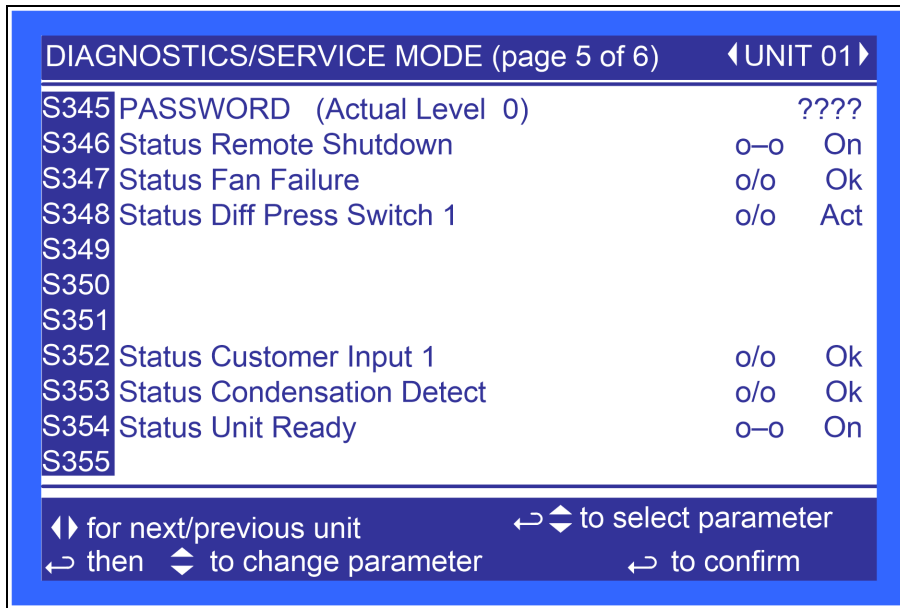 DIAGNOSTICS/SERVICE MODE (page 5 of 6) UNIT 01
S345 PASSWORD (Actual Level 0) ????
S346 Status Remote Shutdown o–o On
S347 Status Fan Failure o/o Ok
S348 Status Diff Press Switch 1 o/o Act
S349
S350
S351
S352 Status Customer Input 1 o/o Ok
S353 Status Condensation Detect o/o Ok
S354 Status Unit Ready o–o On
S355
for next/previous unit to select parameter
then to change parameter to confirm